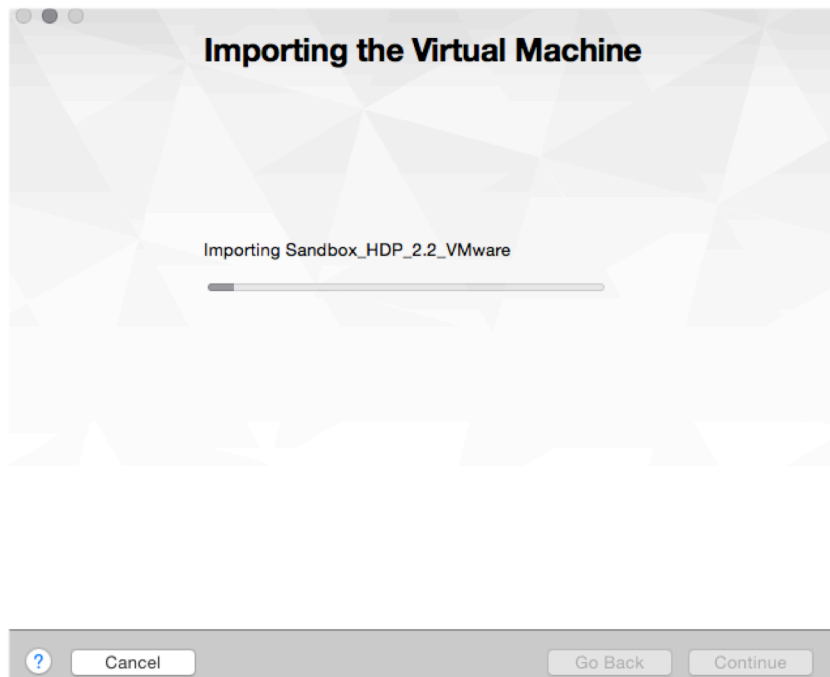 Importing the Virtual Machine
Importing Sandbox_HDP_2.2_VMware
? Cancel Go Back Continue